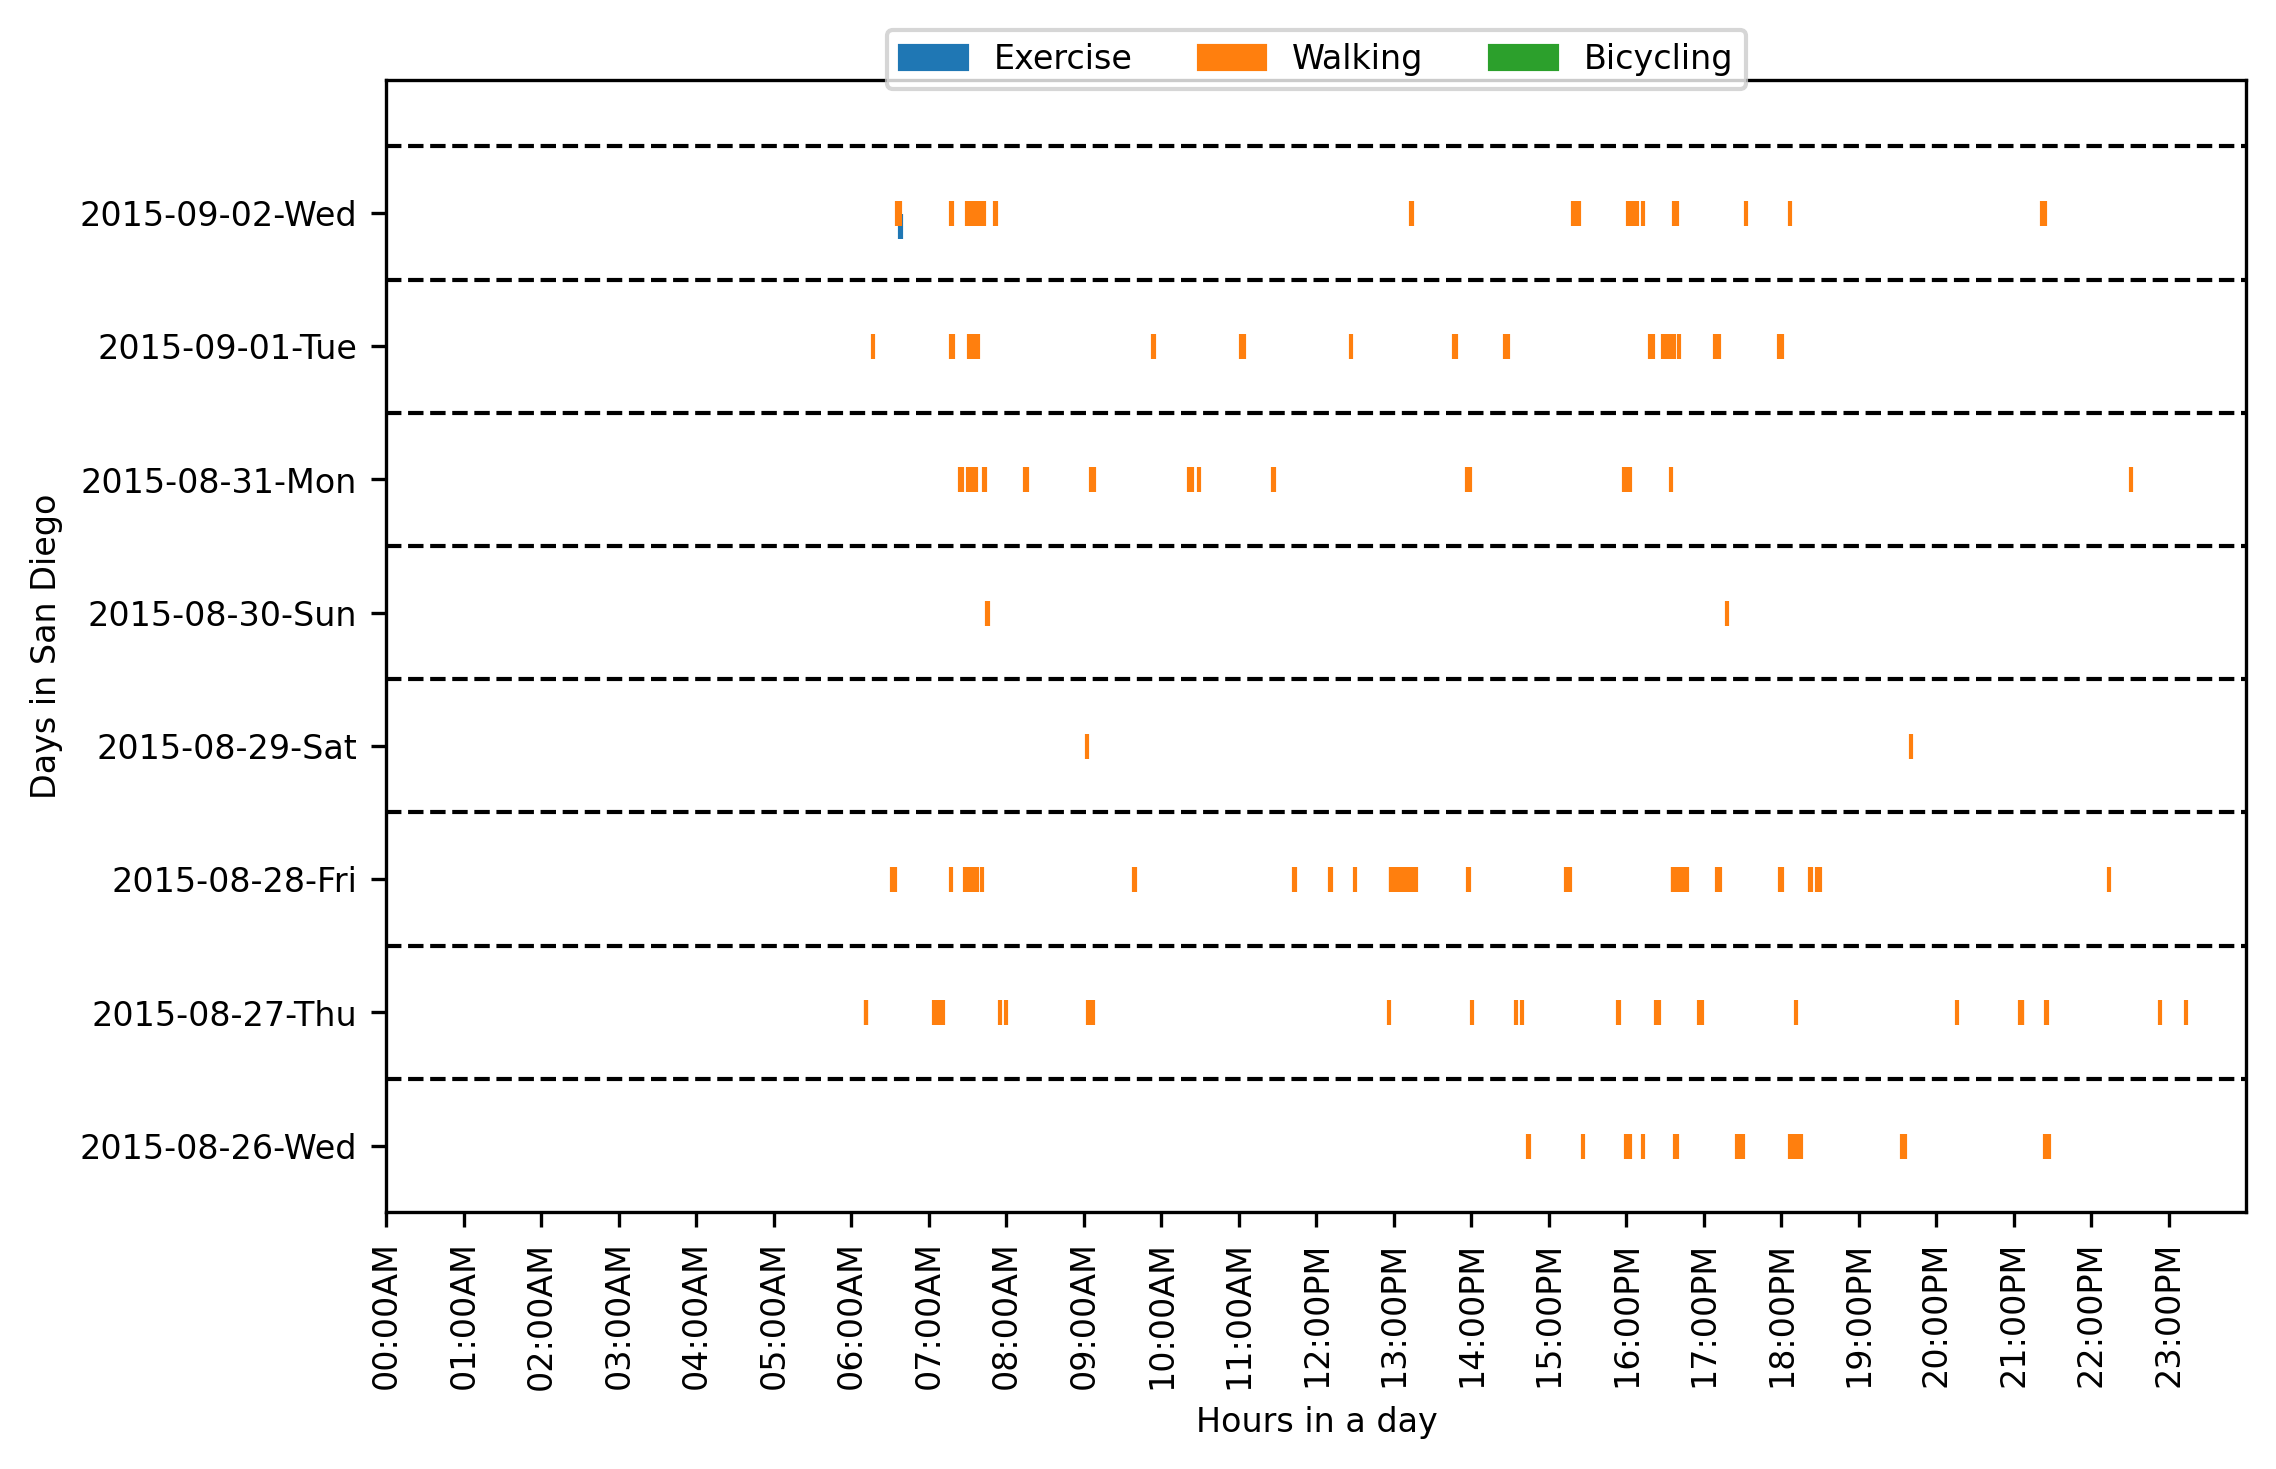 Exercise Walking Bicycling
Days in San Diego
2015-09-02-Wed
2015-09-01-Tue
2015-08-31-Mon
2015-08-30-Sun
2015-08-29-Sat
2015-08-28-Fri
2015-08-27-Thu
2015-08-26-Wed
00:00AM
01:00AM
02:00AM
03:00AM
04:00AM
05:00AM
06:00AM
07:00AM
08:00AM
09:00AM
10:00AM
11:00AM
12:00PM
13:00PM
14:00PM
15:00PM
16:00PM
17:00PM
18:00PM
19:00PM
20:00PM
21:00PM
22:00PM
23:00PM
Hours in a day